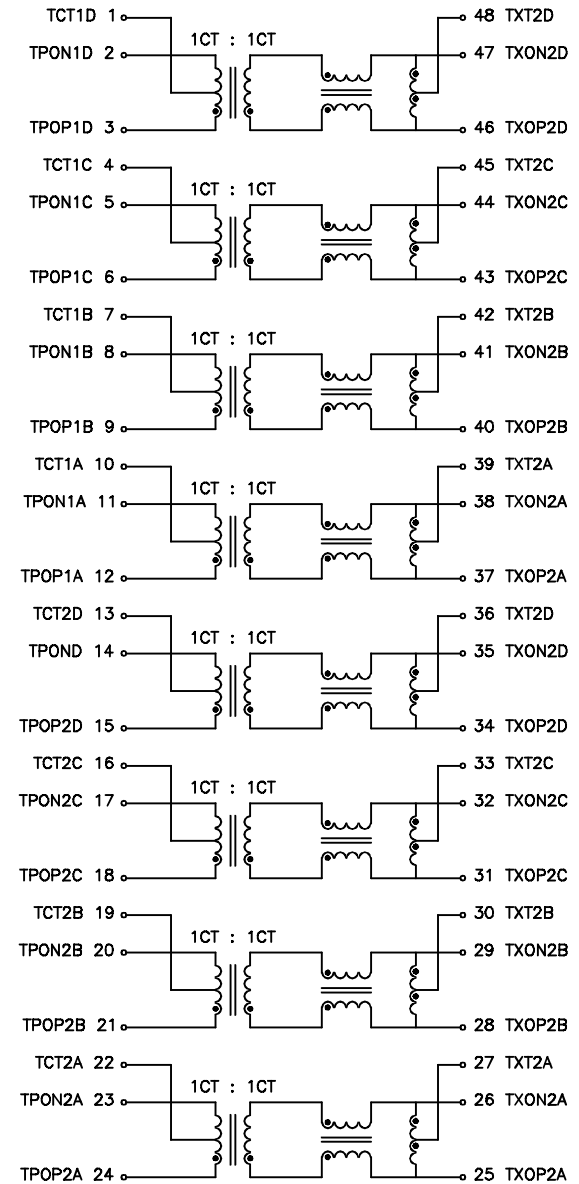 TCT1D 1 48 TXT2D
1CT : 1CT
TPON1D 2 47 TXON2D
TPOP1D 3 46 TXOP2D
TCT1C 4 45 TXT2C
1CT : 1CT
TPON1C 5 44 TXON2C
TPOP1C 6 43 TXOP2C
TCT1B 7 42 TXT2B
1CT : 1CT
TPON1B 8 41 TXON2B
TPOP1B 9 40 TXOP2B
TCT1A 10 39 TXT2A
1CT : 1CT
TPON1A 11 38 TXON2A
TPOP1A 12 37 TXOP2A
TCT2D 13 36 TXT2D
1CT : 1CT
TPOND 14 35 TXON2D
TPOP2D 15 34 TXOP2D
TCT2C 16 33 TXT2C
1CT : 1CT
TPON2C 17 32 TXON2C
TPOP2C 18 31 TXOP2C
TCT2B 19 30 TXT2B
1CT : 1CT
TPON2B 20 29 TXON2B
TPOP2B 21 28 TXOP2B
TCT2A 22 27 TXT2A
1CT : 1CT
TPON2A 23 26 TXON2A
TPOP2A 24 25 TXOP2A